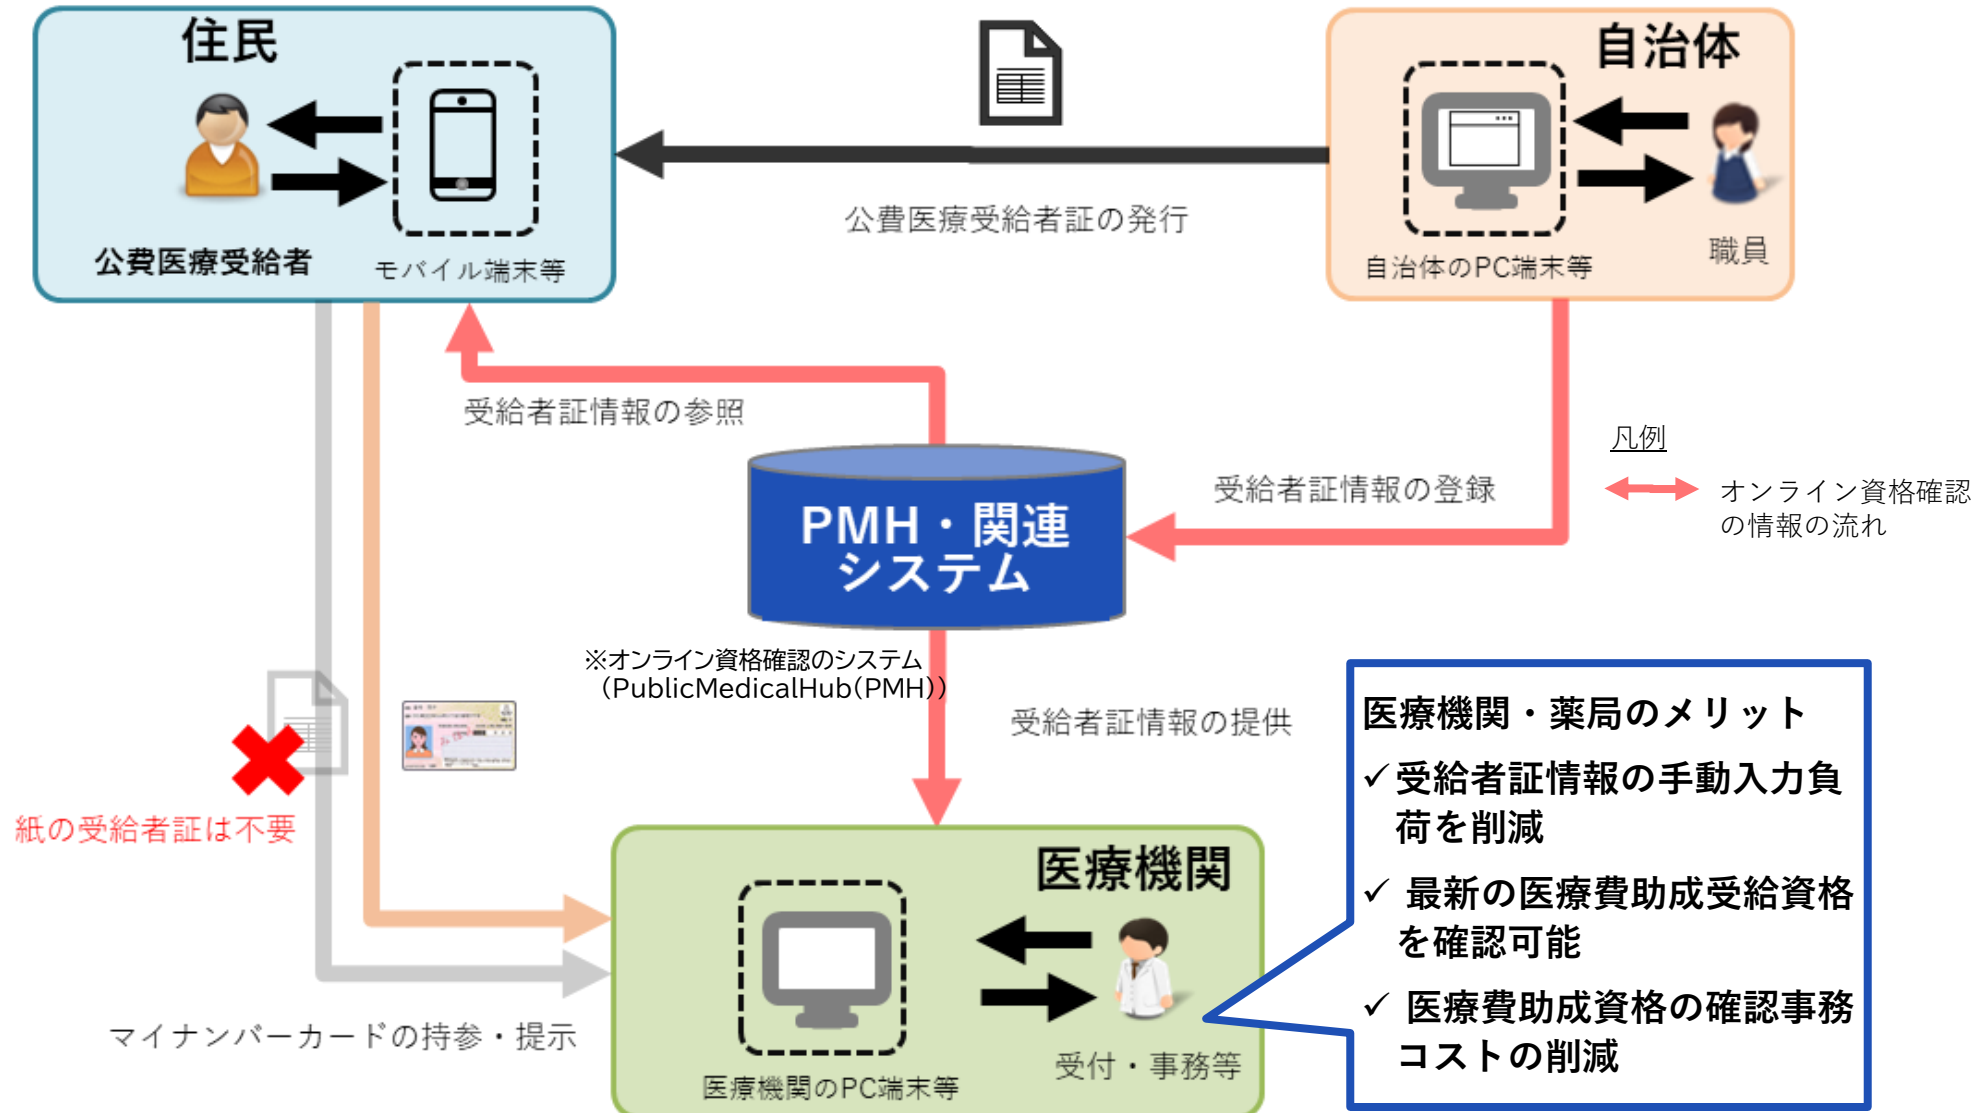 住民
公費医療受給者
モバイル端末等
公費医療受給者証の発行
自治体
自治体のPC端末等
職員
受給者証情報の参照
受給者証情報の登録
凡例
オンライン資格確認
の情報の流れ
PMH・関連
システム
※オンライン資格確認のシステム
(PublicMedicalHub(PMH))
受給者証情報の提供
紙の受給者証は不要
マイナンバーカードの持参・提示
医療機関
医療機関のPC端末等
受付・事務等
医療機関・薬局のメリット
✓受給者証情報の手動入力負
荷を削減
✓ 最新の医療費助成受給資格
を確認可能
✓ 医療費助成資格の確認事務
コストの削減